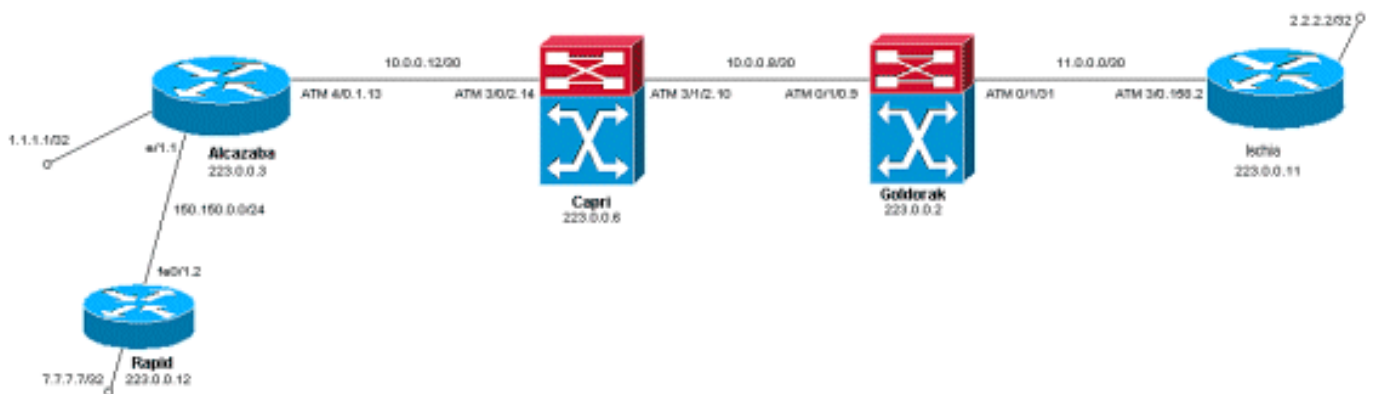 2.2.2.2/32
10.0.0.12/30
10.0.0.8/30
11.0.0.0/30
ATM 4/0.1.13
ATM 3/0/2.14
ATM 3/1/2.10
ATM 0/1/0.9
ATM 0/1/31
ATM 3/0.158.2
1.1.1.1/32
e/1.1
Alcazaba
223.0.0.3
Capri
223.0.0.6
Goldorak
223.0.0.2
Ischia
223.0.0.11
150.150.0.0/24
fe0/1.2
Rapid
7.7.7.7/32
223.0.0.12